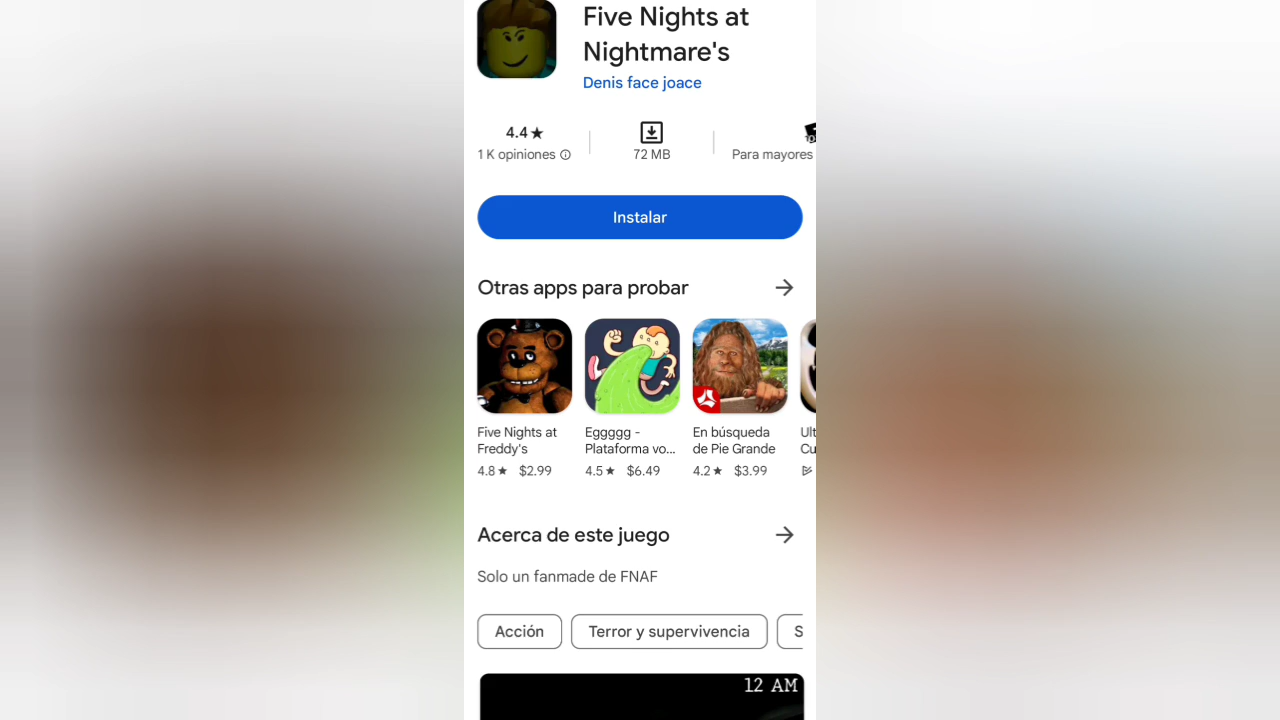 Five Nights at
Nightmare's
Denis face joace
4.4★
1 K opiniones
72 MB
Para mayores
Instalar
Otras apps para probar
Five Nights at
Freddy's
4.8★ $2.99
Eggggg -
Plataforma vo...
4.5★ $6.49
En búsqueda
de Pie Grande
4.2★ $3.99
Acerca de este juego
Solo un fanmade de FNAF
Acción
Terror y supervivencia
12 AM